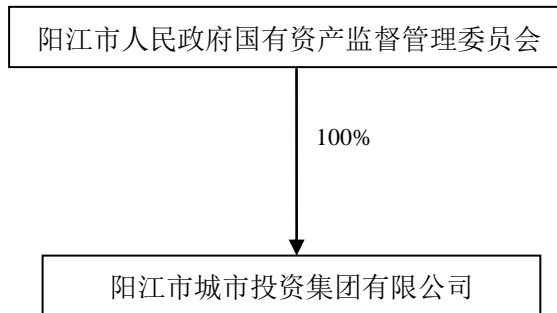 阳江市人民政府国有资产监督管理委员会
100%
阳江市城市投资集团有限公司